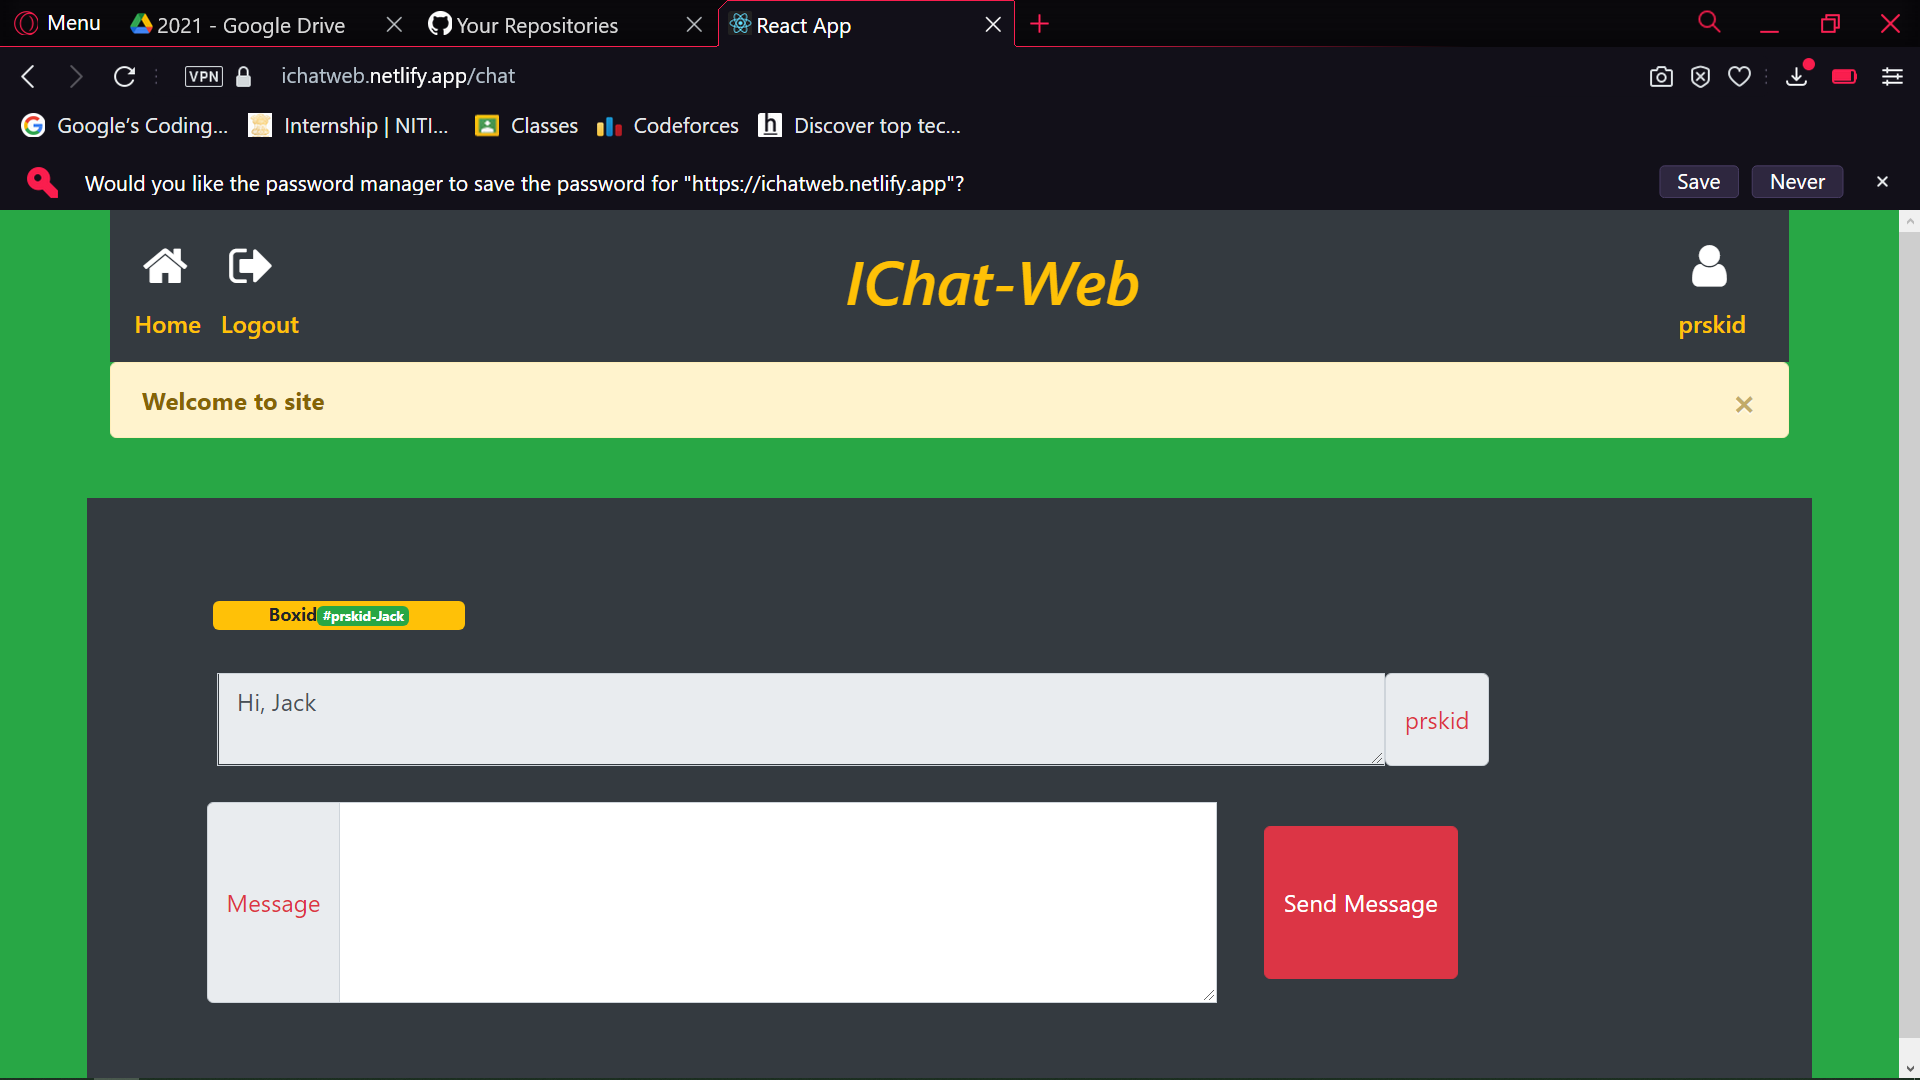 Menu
2021 - Google Drive
Your Repositories
React App
VPN
ichatweb.netlify.app/chat
Google's Coding...
Internship | NITI...
Classes
Codeforces
Discover top tec...
Would you like the password manager to save the password for "https://ichatweb.netlify.app"?
Save
Never
Home
Logout
IChat-Web
prskid
Welcome to site
Boxid #prskid-Jack
Hi, Jack
prskid
Message
Send Message